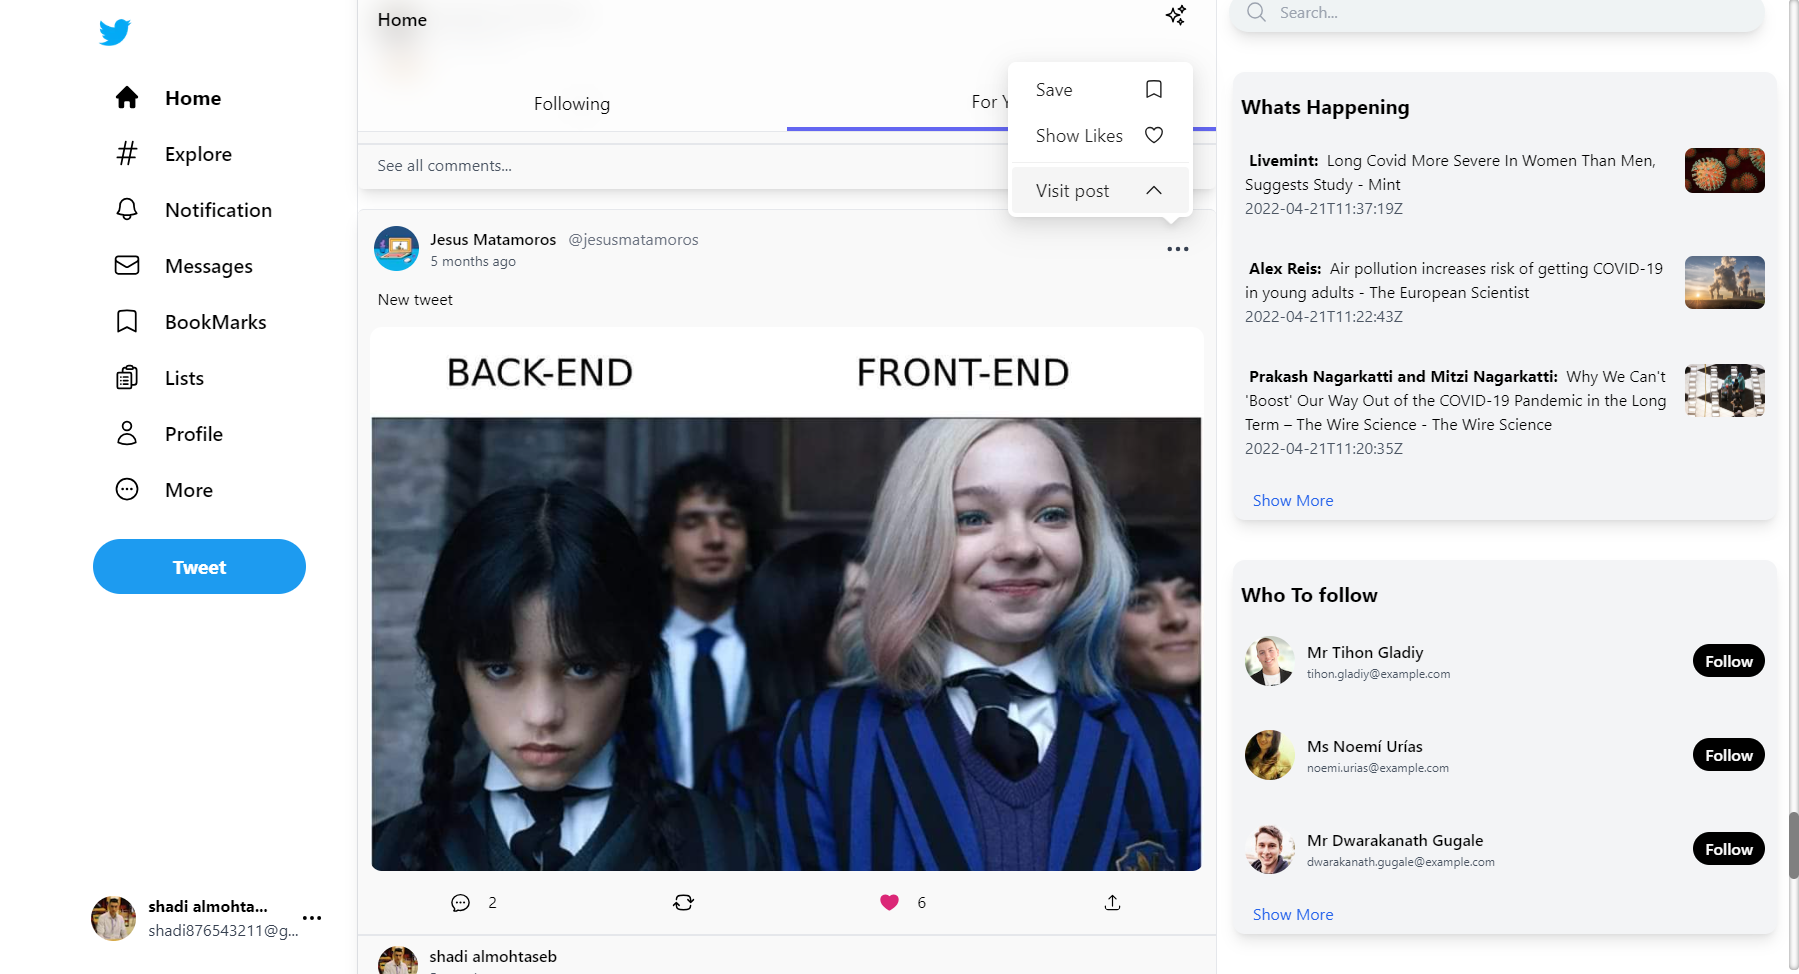 Home
Explore
Notification
Messages
BookMarks
Lists
Profile
More
Tweet
shadi almohta...
shadi876543211@g...
Home
Following
For Y
Save
Show Likes
Visit post
See all comments...
Jesus Matamoros @jesusmatamoros
5 months ago
New tweet
BACK-END FRONT-END
2 6
shadi almohtaseb
Search...
Whats Happening
Livemint: Long Covid More Severe In Women Than Men,
Suggests Study - Mint
2022-04-21T11:37:19Z
Alex Reis: Air pollution increases risk of getting COVID-19
in young adults - The European Scientist
2022-04-21T11:22:43Z
Prakash Nagarkatti and Mitzi Nagarkatti: Why We Can't
'Boost' Our Way Out of the COVID-19 Pandemic in the Long
Term – The Wire Science - The Wire Science
2022-04-21T11:20:35Z
Show More
Who To follow
Mr Tihon Gladiy
tihon.gladiy@example.com
Follow
Ms Noemí Urías
noemi.urias@example.com
Follow
Mr Dwarakanath Gugale
dwarakanath.gugale@example.com
Follow
Show More